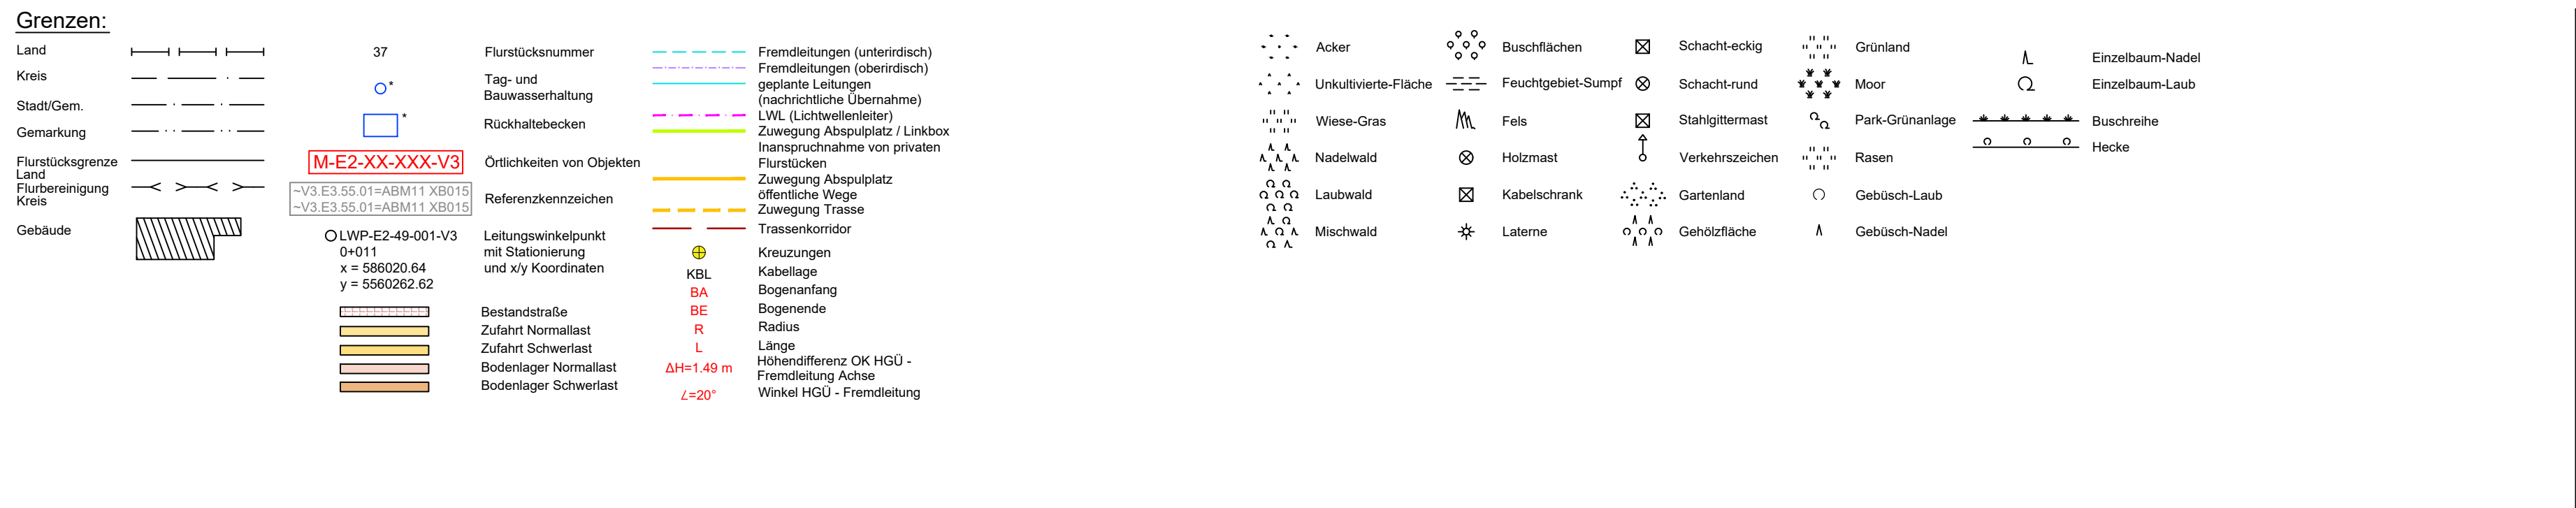 Grenzen:
Land
Kreis
Stadt/Gem.
Gemarkung
Flurstücksgrenze
Land
Flurbereinigung
Kreis
Gebäude
37
Flurstücksnummer
*
Tag- und
Bauwasserhaltung
*
Rückhaltebecken
M-E2-XX-XXX-V3
Örtlichkeiten von Objekten
~V3.E3.55.01=ABM11 XB015
~V3.E3.55.01=ABM11 XB015
Referenzkennzeichen
LWP-E2-49-001-V3
0+011
x = 586020.64
y = 5560262.62
Leitungswinkelpunkt
mit Stationierung
und x/y Koordinaten
Bestandstraße
Zufahrt Normallast
Zufahrt Schwerlast
Bodenlager Normallast
Bodenlager Schwerlast
Fremdleitungen (unterirdisch)
Fremdleitungen (oberirdisch)
geplante Leitungen
(nachrichtliche Übernahme)
LWL (Lichtwellenleiter)
Zuwegung Abspulplatz / Linkbox
Inanspruchnahme von privaten
Flurstücken
Zuwegung Abspulplatz
öffentliche Wege
Zuwegung Trasse
Trassenkorridor
Kreuzungen
KBL
Kabellage
BA
Bogenanfang
BE
Bogenende
R
Radius
L
Länge
ΔH=1.49 m
Höhendifferenz OK HGÜ -
Fremdleitung Achse
∠=20°
Winkel HGÜ - Fremdleitung
Acker
Unkultivierte-Fläche
Wiese-Gras
Nadelwald
Laubwald
Mischwald
Buschflächen
Feuchtgebiet-Sumpf
Fels
Holzmast
Kabelschrank
Laterne
Schacht-eckig
Schacht-rund
Stahlgittermast
Verkehrszeichen
Gartenland
Gehölzfläche
Grünland
Moor
Park-Grünanlage
Rasen
Gebüsch-Laub
Gebüsch-Nadel
Einzelbaum-Nadel
Einzelbaum-Laub
Buschreihe
Hecke